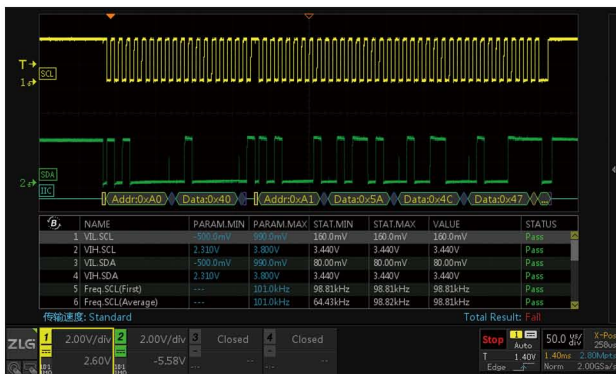 T
SCL
1
SDA
2
IIC
Addr:0xA0 Data:0x40 Addr:0xA1 Data:0x5A Data:0x4C Data:0x47 ...
B NAME PARAM.MIN PARAM.MAX STAT.MIN STAT.MAX VALUE STATUS
1 VIL.SCL -500.0mV 990.0mV 160.0mV 160.0mV 160.0mV Pass
2 VIH.SCL 2.310V 3.800V 3.440V 3.440V 3.440V Pass
3 VIL.SDA -500.0mV 990.0mV 80.00mV 80.00mV 80.00mV Pass
4 VIH.SDA 2.310V 3.800V 3.440V 3.440V 3.440V Pass
5 Freq.SCL(First) --- 101.0kHz 98.81kHz 98.81kHz 98.81kHz Pass
6 Freq.SCL(Average) --- 101.0kHz 64.43kHz 98.82kHz 98.81kHz Pass
传输速度: Standard Total Result: Fail
ZLG 1 2.00V/div 2 2.00V/div 3 Closed 4 Closed Stop 1 Auto 50.0 us/div X-Pos 258us
2.60V -5.58V -- -- -- -- T 1.40V 1.40ms 2.80Mpts
Edge Norm 2.00GSa/s